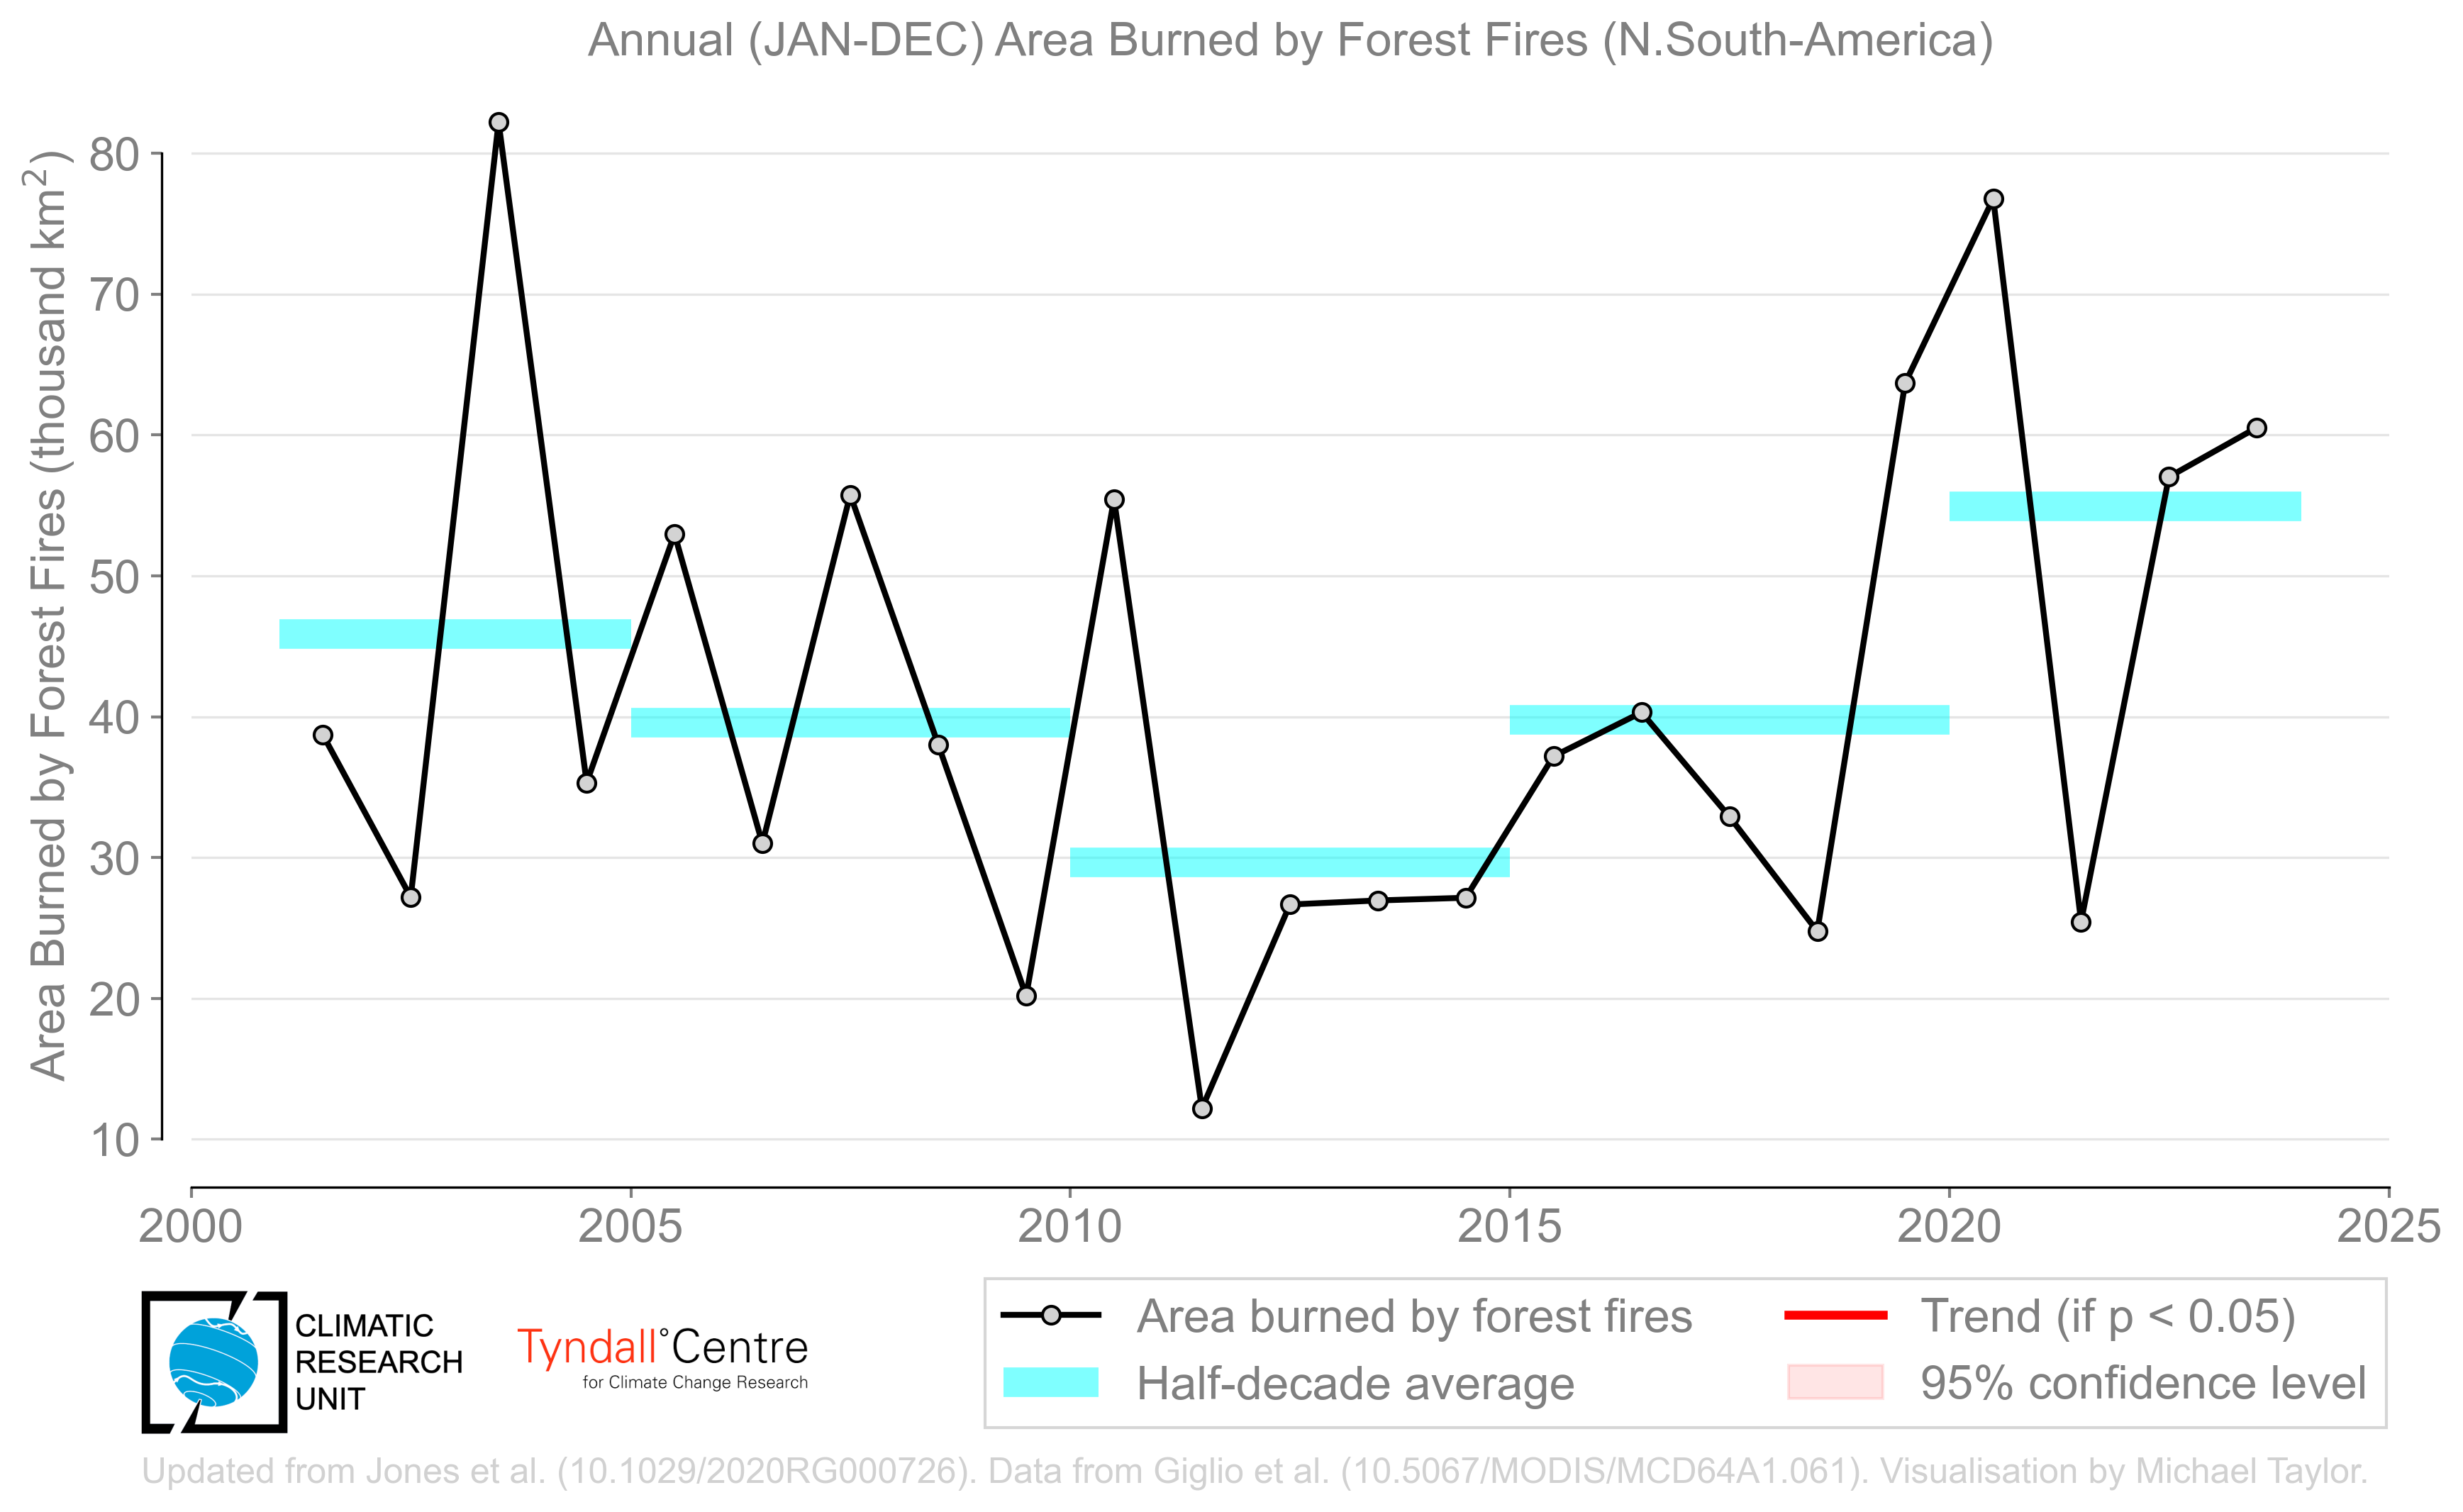 Annual (JAN-DEC) Area Burned by Forest Fires (N.South-America)
Area Burned by Forest Fires (thousand km²)
80
70
60
50
40
30
20
10
2000 2005 2010 2015 2020 2025
CLIMATIC
RESEARCH
UNIT
Tyndall°Centre
for Climate Change Research
Area burned by forest fires
Half-decade average
Trend (if p < 0.05)
95% confidence level
Updated from Jones et al. (10.1029/2020RG000726). Data from Giglio et al. (10.5067/MODIS/MCD64A1.061). Visualisation by Michael Taylor.